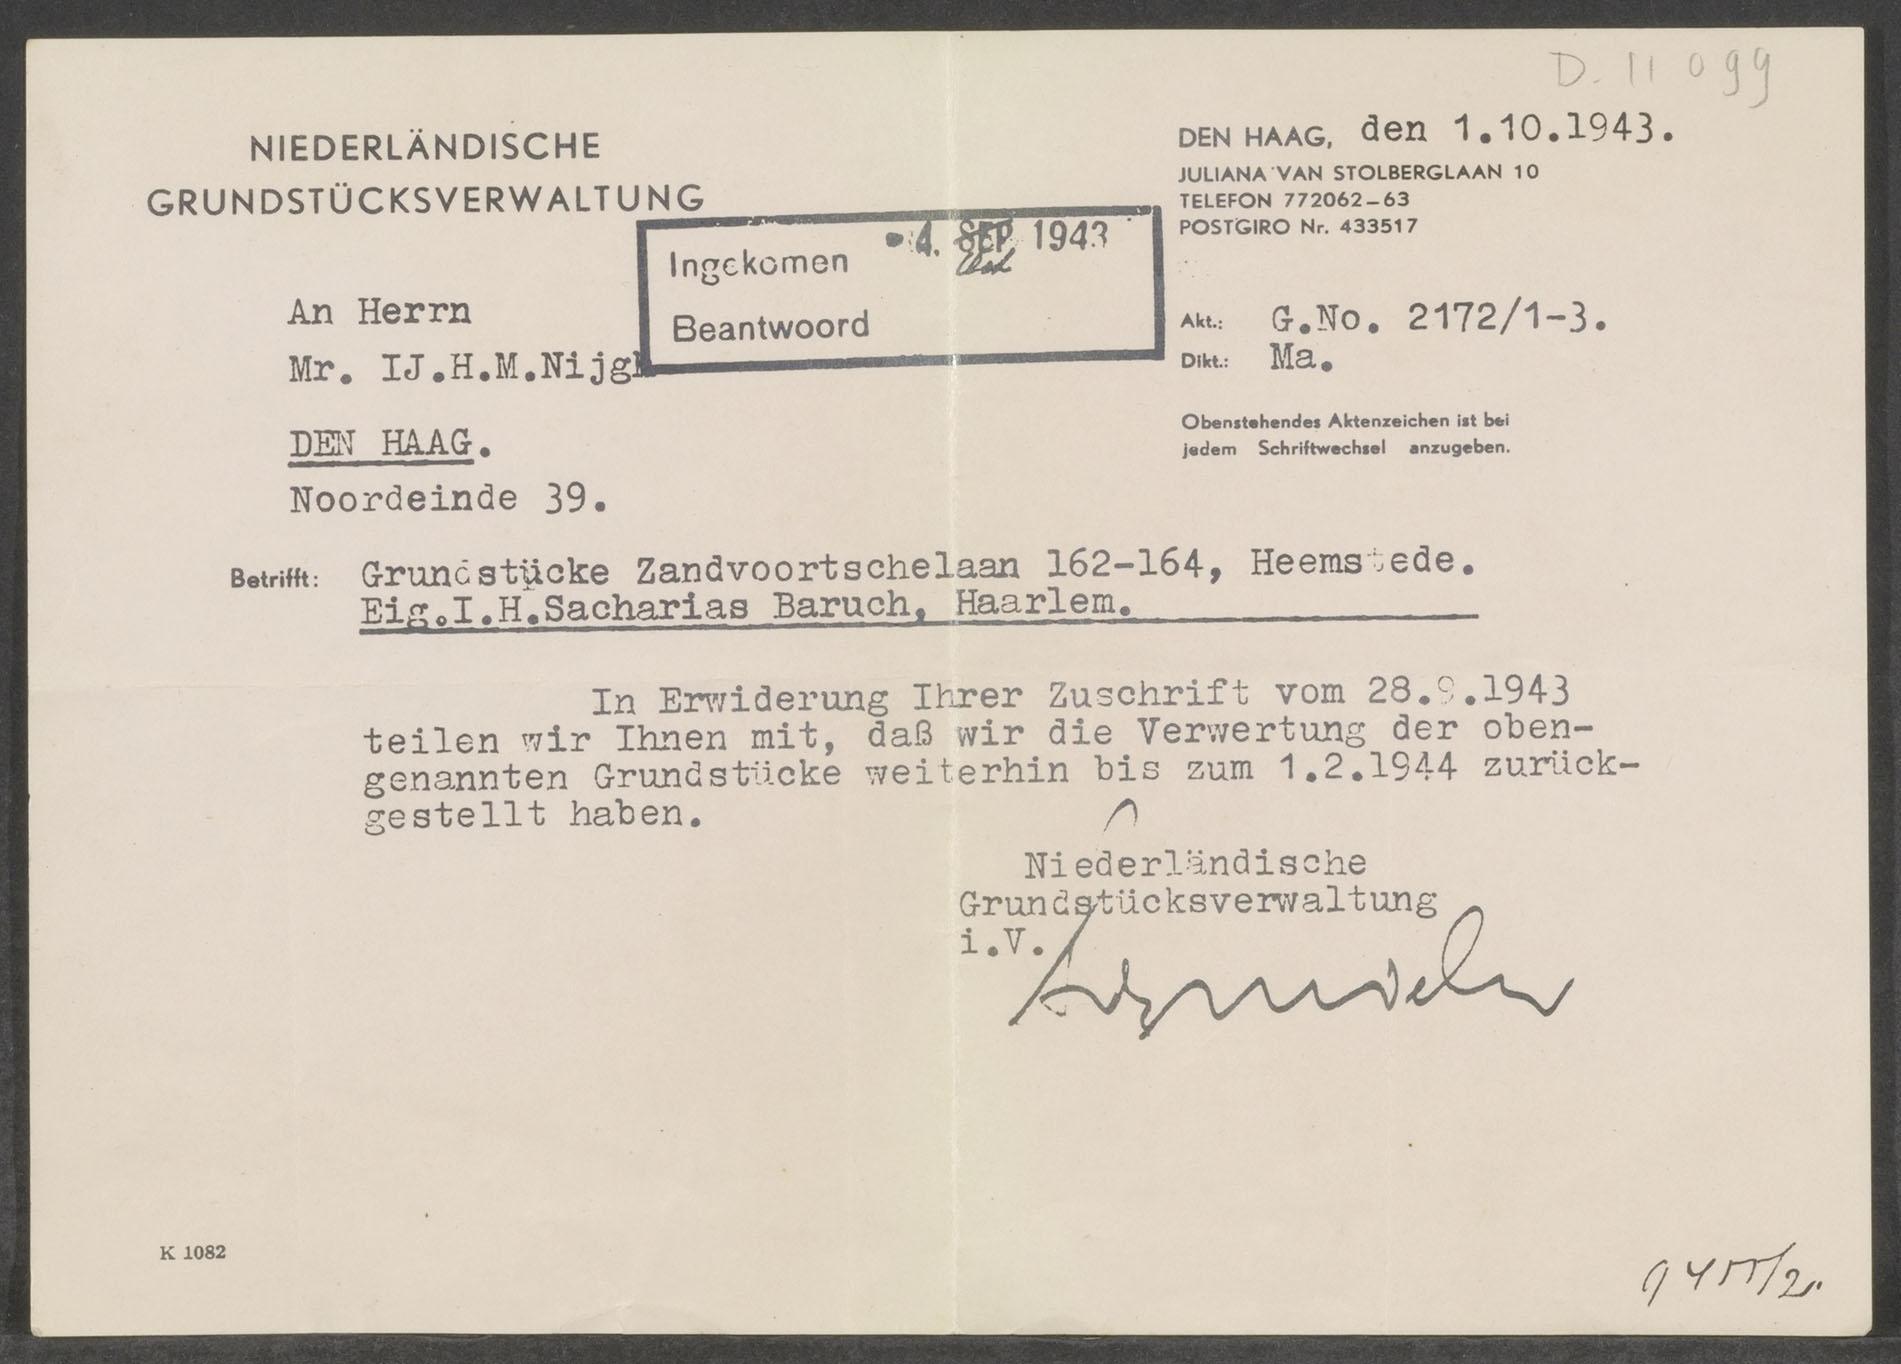 D. 11 099
NIEDERLÄNDISCHE
GRUNDSTÜCKSVERWALTUNG
DEN HAAG, den 1.10.1943.
JULIANA VAN STOLBERGLAAN 10
TELEFON 772062-63
POSTGIRO Nr. 433517
Ingekomen -4. SEP. 1943
Beantwoord
An Herrn
Mr. IJ.H.M.Nijgh
DEN HAAG.
Noordeinde 39.
Akt.: G.No. 2172/1-3.
Dikt.: Ma.
Obenstehendes Aktenzeichen ist bei
jedem Schriftwechsel anzugeben.
Betrifft: Grundstücke Zandvoortschelaan 162-164, Heemstede.
Eig.I.H.Sacharias Baruch, Haarlem.
In Erwiderung Ihrer Zuschrift vom 28.9.1943
teilen wir Ihnen mit, daß wir die Verwertung der oben-
genannten Grundstücke weiterhin bis zum 1.2.1944 zurück-
gestellt haben.
Niederländische
Grundstücksverwaltung
i.V.
K 1082